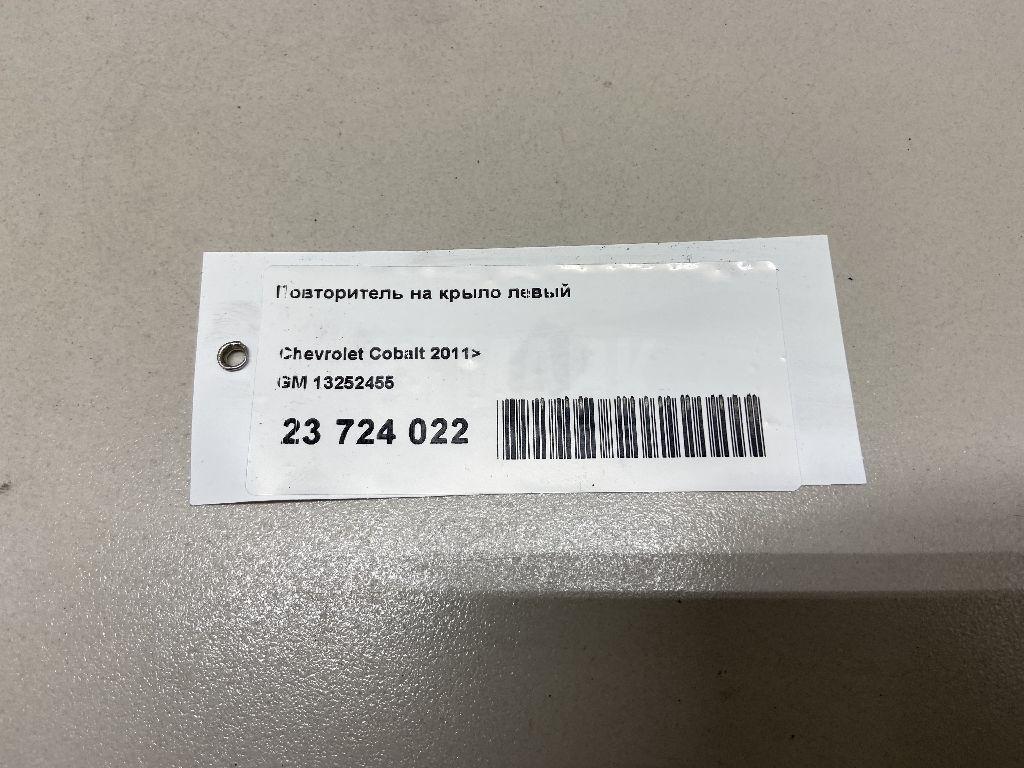 Повторитель на крыло левый
Chevrolet Cobalt 2011>
GM 13252455
23 724 022